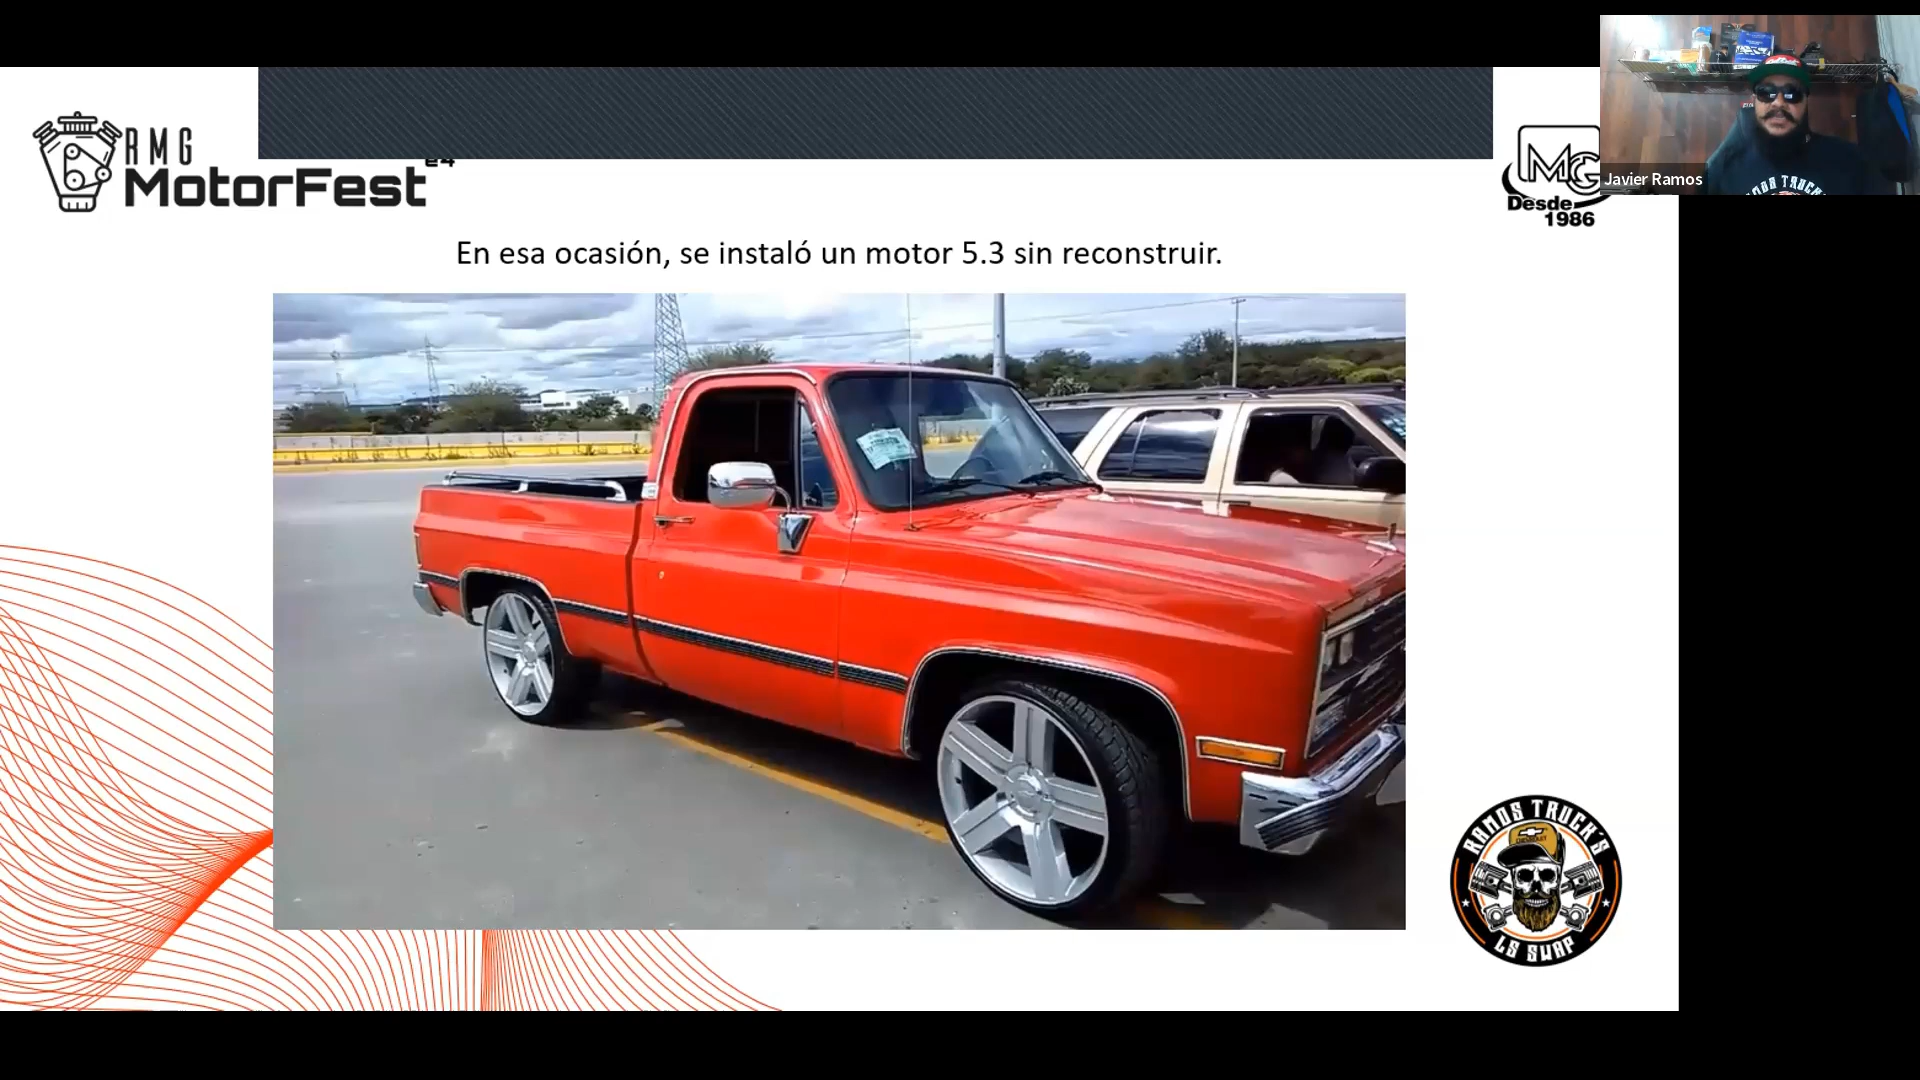 RMG
MotorFest
MG
Desde
1986
Javier Ramos
En esa ocasión, se instaló un motor 5.3 sin reconstruir.
RAMOS TRUCK'S
CHEVROLET
LS SWAP